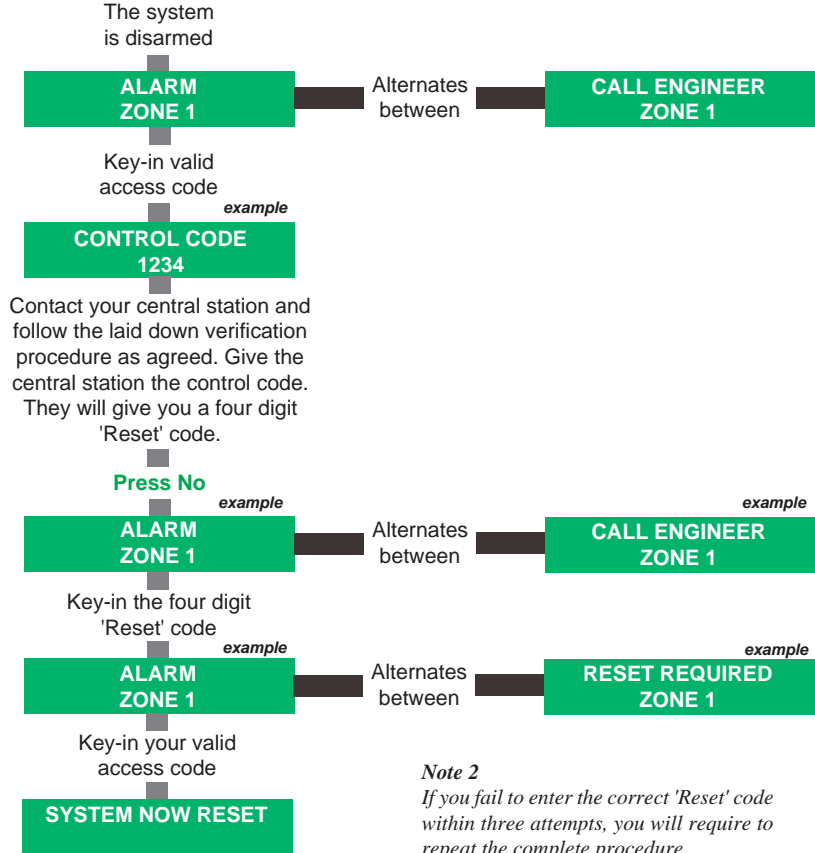 The system
is disarmed
ALARM
ZONE 1
Alternates
between
CALL ENGINEER
ZONE 1
Key-in valid
access code
example
CONTROL CODE
1234
Contact your central station and
follow the laid down verification
procedure as agreed. Give the
central station the control code.
They will give you a four digit
'Reset' code.
Press No
example
ALARM
ZONE 1
Alternates
between
example
CALL ENGINEER
ZONE 1
Key-in the four digit
'Reset' code
example
ALARM
ZONE 1
Alternates
between
example
RESET REQUIRED
ZONE 1
Key-in your valid
access code
SYSTEM NOW RESET
Note 2
If you fail to enter the correct 'Reset' code
within three attempts, you will require to
repeat the complete procedure